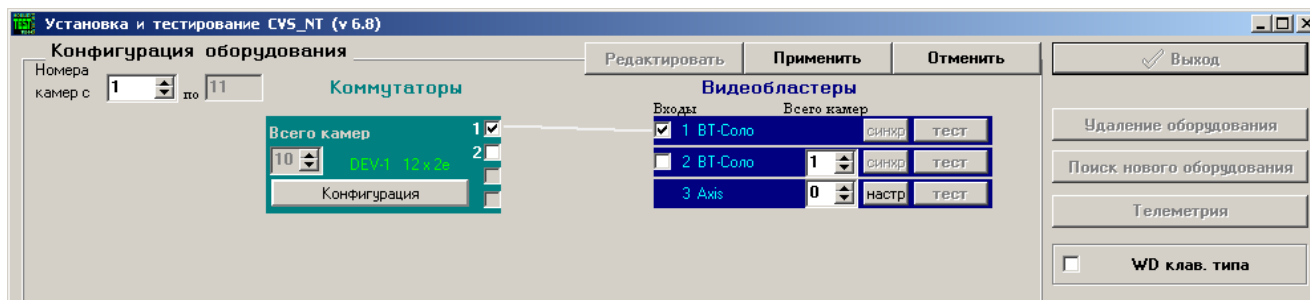 Установка и тестирование CVS_NT (v 6.8)
Конфигурация оборудования
Редактировать Применить Отменить Выход
Номера
камер с 1 по 11
Коммутаторы Видеобластеры
Входы Всего камер
Всего камер 1 1 BT-Соло синхр тест Удаление оборудования
10 DEV-1 12 x 2e 2 2 BT-Соло 1 синхр тест Поиск нового оборудования
Конфигурация 3 Axis 0 настр тест
Телеметрия
WD клав. типа